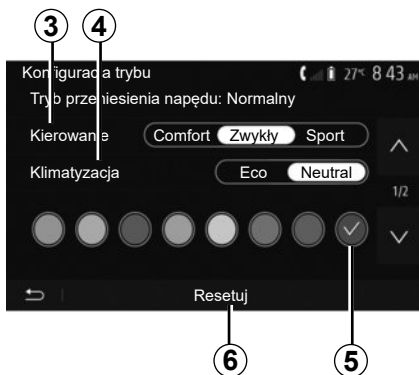 3 4
Konfiguracja trybu 27°C 8 43 AM
Tryb przeniesienia napędu: Normalny
Kierowanie Comfort Zwykły Sport
Klimatyzacja Eco Neutral
1/2
Resetuj
6 5